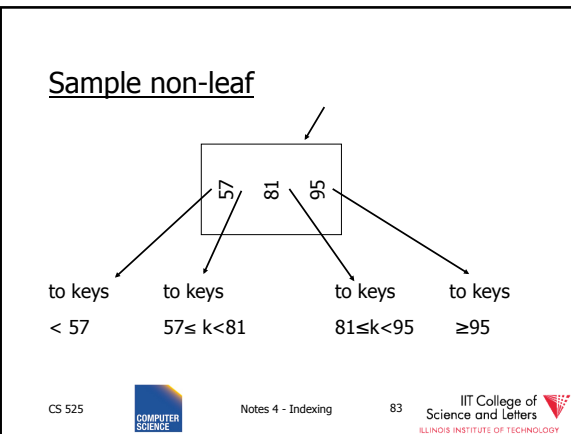 Sample non-leaf
57 81 95
to keys to keys to keys to keys
< 57 57≤ k<81 81≤k<95 ≥95
CS 525
COMPUTER
SCIENCE
Notes 4 - Indexing
83
IIT College of
Science and Letters
ILLINOIS INSTITUTE OF TECHNOLOGY